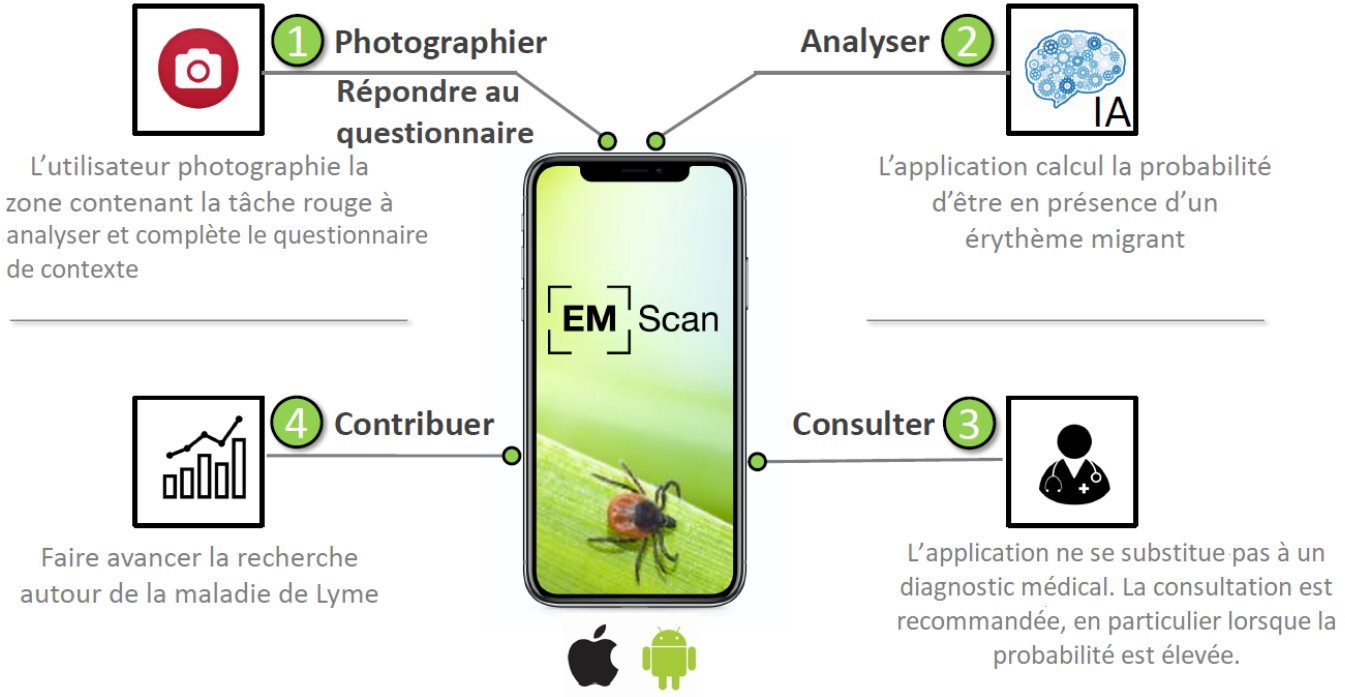 1 Photographier
Répondre au
questionnaire
L'utilisateur photographie la
zone contenant la tâche rouge à
analyser et complète le questionnaire
de contexte
Analyser 2
IA
L'application calcul la probabilité
d'être en présence d'un
érythème migrant
EM Scan
Consulter 3
L'application ne se substitue pas à un
diagnostic médical. La consultation est
recommandée, en particulier lorsque la
probabilité est élevée.
4 Contribuer
Faire avancer la recherche
autour de la maladie de Lyme